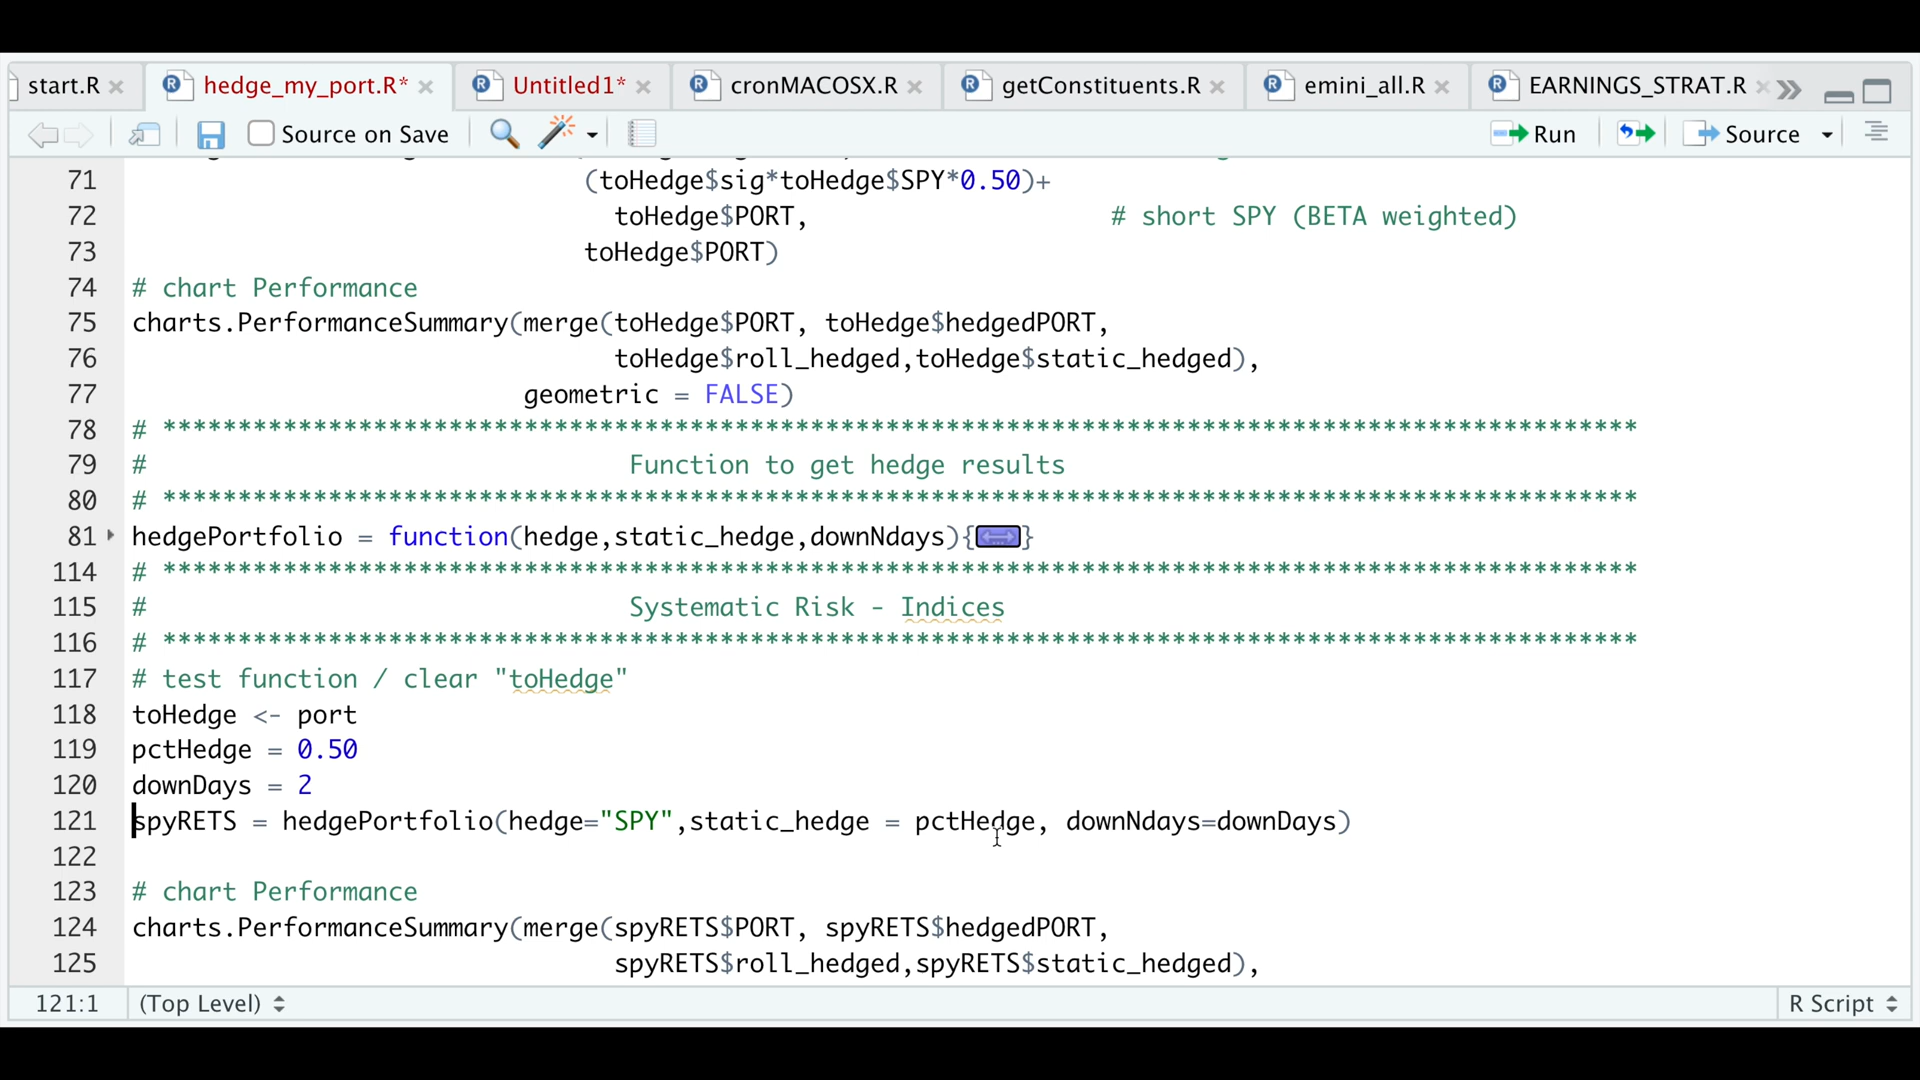 start.R
hedge_my_port.R*
Untitled1*
cronMACOSX.R
getConstituents.R
emini_all.R
EARNINGS_STRAT.R
Source on Save
Run
Source
71 (toHedge$sig*toHedge$SPY*0.50)+
72 toHedge$PORT, # short SPY (BETA weighted)
73 toHedge$PORT)
74 # chart Performance
75 charts.PerformanceSummary(merge(toHedge$PORT, toHedge$hedgedPORT,
76 toHedge$roll_hedged,toHedge$static_hedged),
77 geometric = FALSE)
78 # **************************************************************************************************
79 # Function to get hedge results
80 # **************************************************************************************************
81 hedgePortfolio = function(hedge,static_hedge,downNdays){}
114 # **************************************************************************************************
115 # Systematic Risk - Indices
116 # **************************************************************************************************
117 # test function / clear "toHedge"
118 toHedge <- port
119 pctHedge = 0.50
120 downDays = 2
121 spyRETS = hedgePortfolio(hedge="SPY",static_hedge = pctHedge, downNdays=downDays)
122
123 # chart Performance
124 charts.PerformanceSummary(merge(spyRETS$PORT, spyRETS$hedgedPORT,
125 spyRETS$roll_hedged,spyRETS$static_hedged),
121:1 (Top Level) R Script